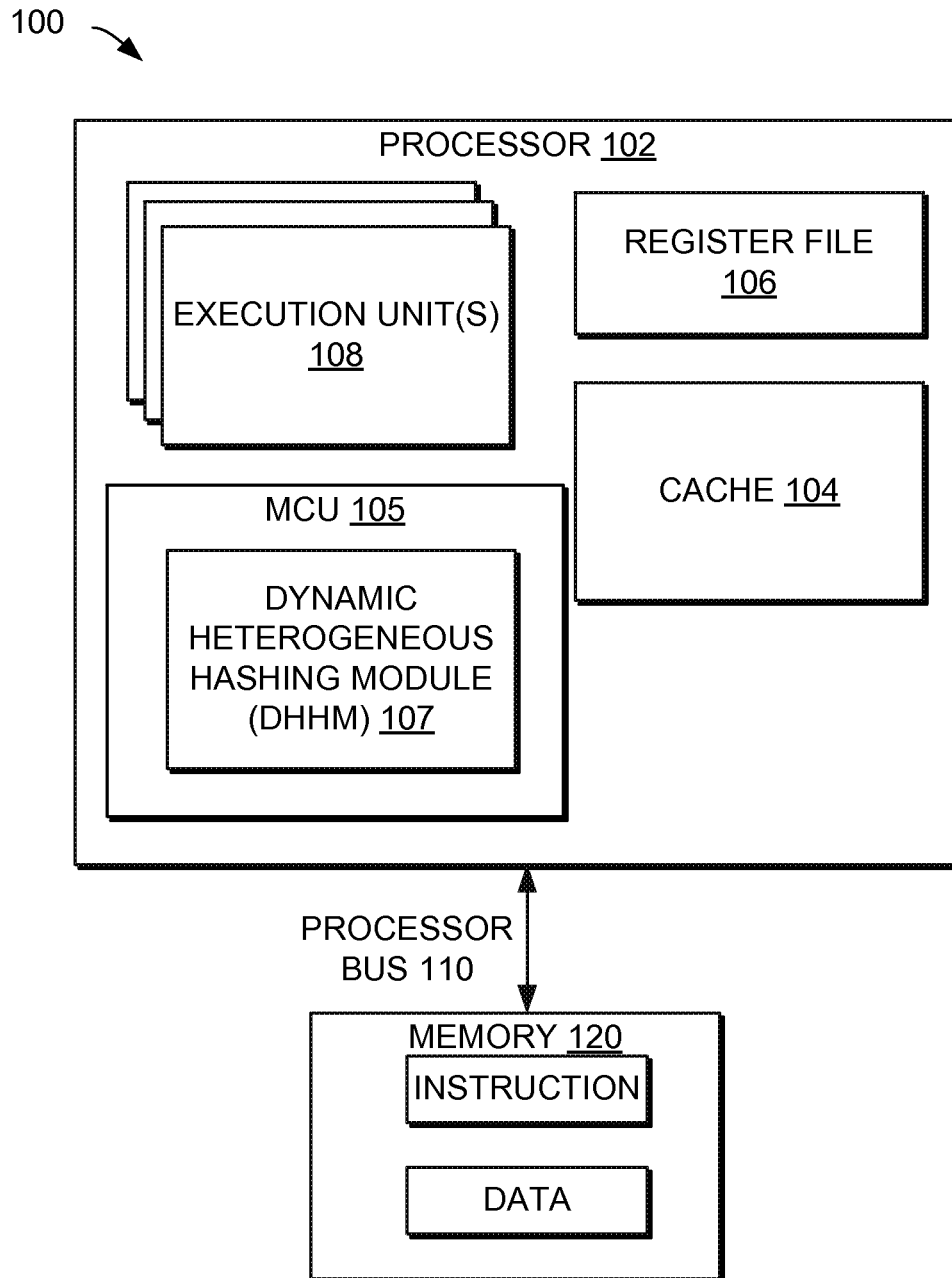 100
PROCESSOR 102
EXECUTION UNIT(S)
108
REGISTER FILE
106
CACHE 104
MCU 105
DYNAMIC
HETEROGENEOUS
HASHING MODULE
(DHHM) 107
PROCESSOR
BUS 110
MEMORY 120
INSTRUCTION
DATA